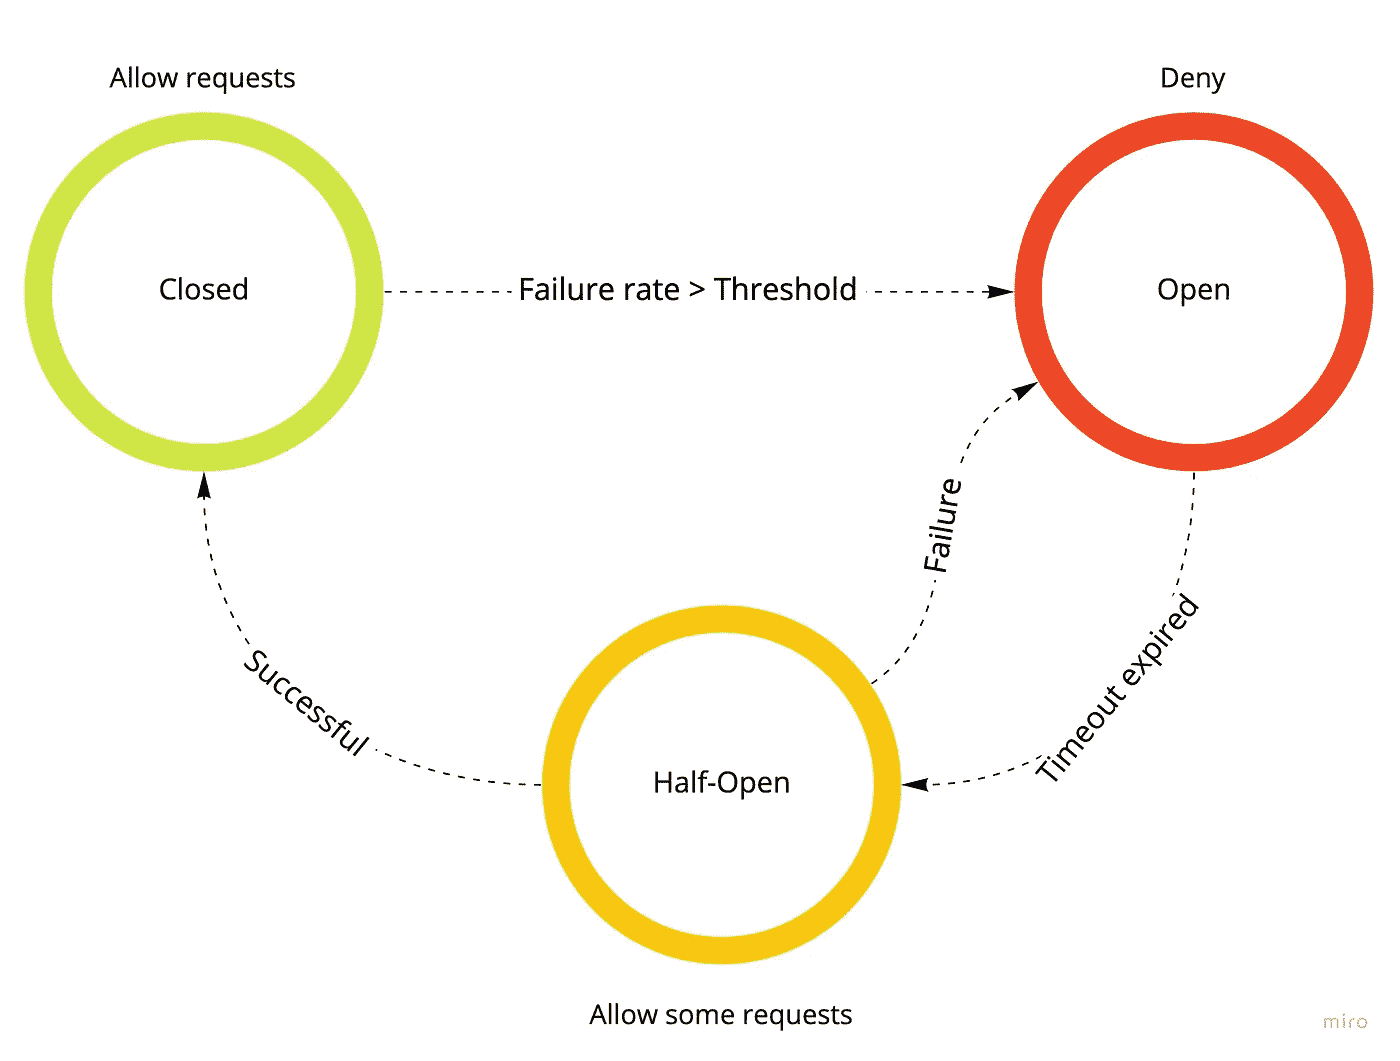 Allow requests
Deny
Closed
Failure rate > Threshold
Open
Failure
Timeout expired
Successful
Half-Open
Allow some requests
miro